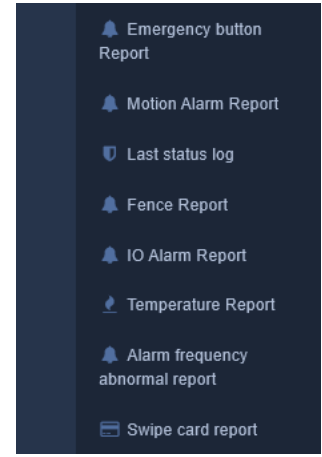 Emergency button
Report
Motion Alarm Report
Last status log
Fence Report
IO Alarm Report
Temperature Report
Alarm frequency
abnormal report
Swipe card report